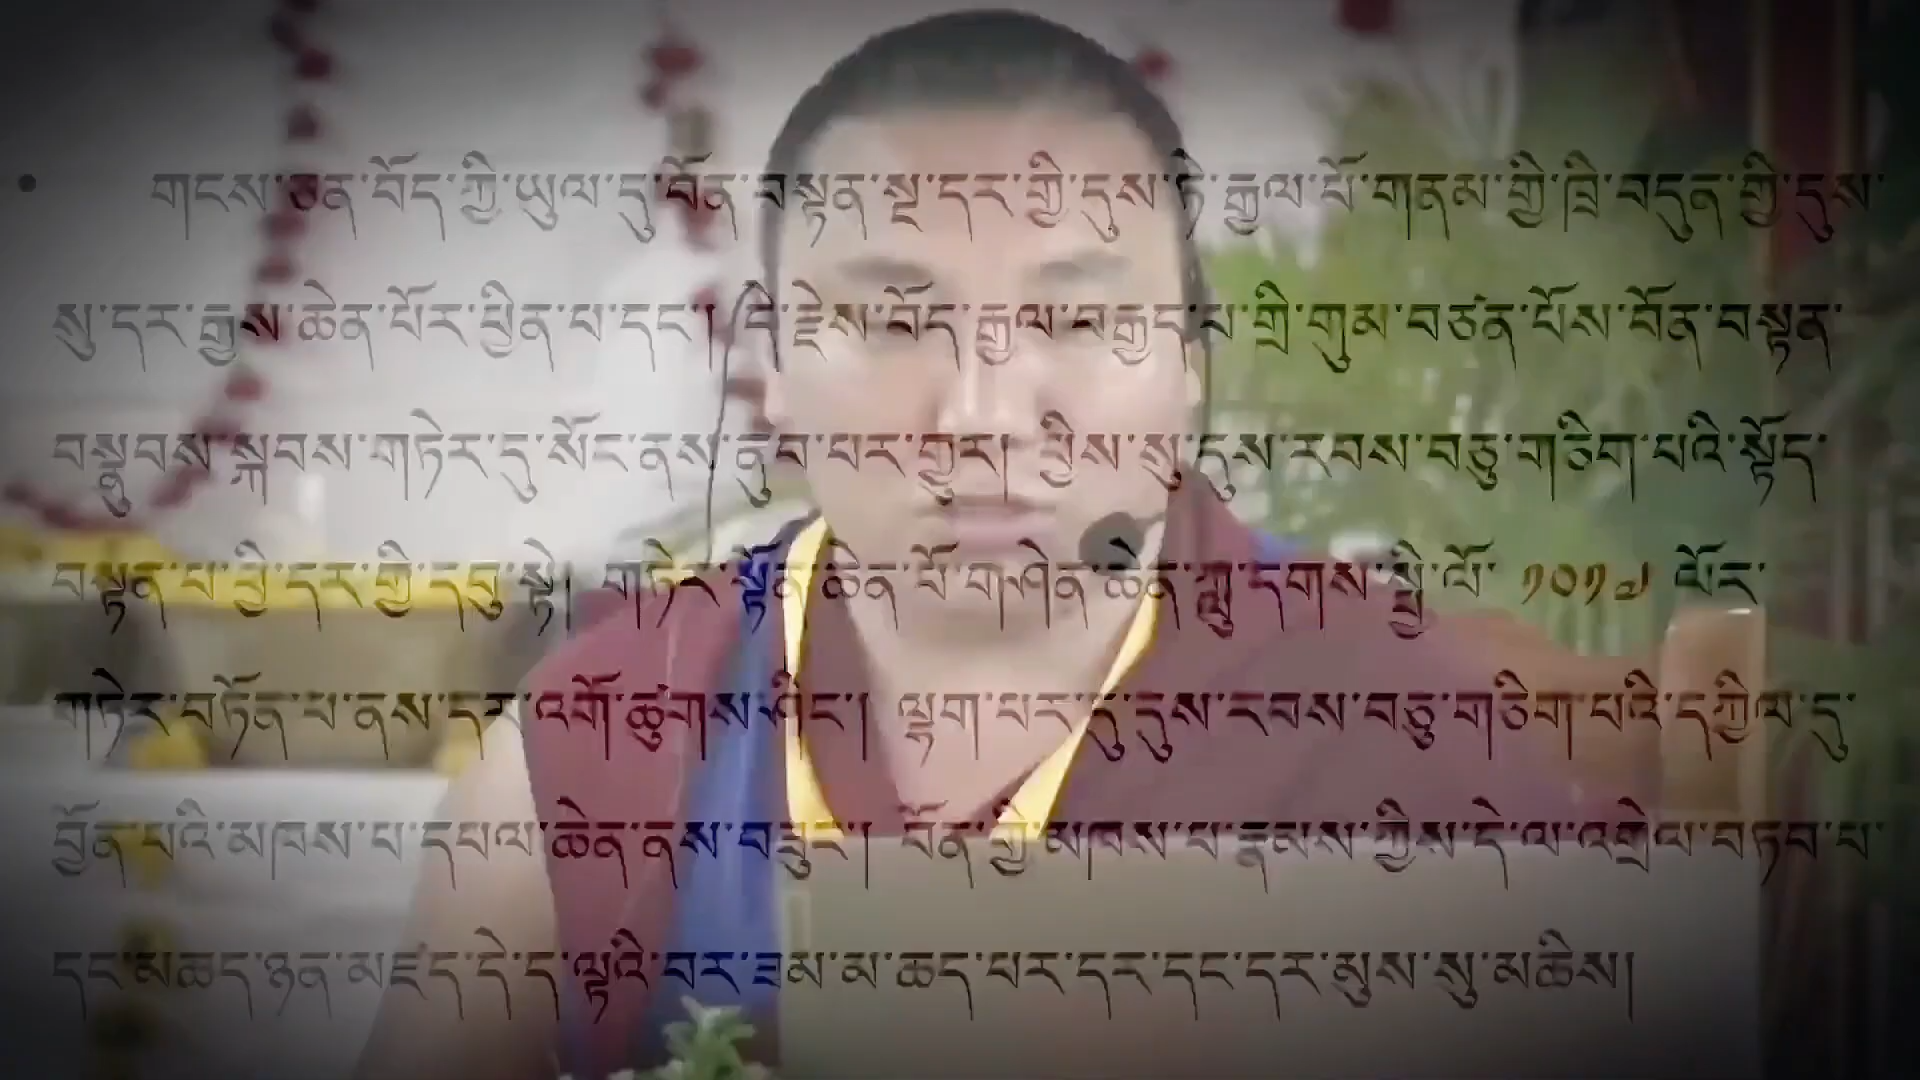 • གངས་ཅན་བོད་ཀྱི་ཡུལ་དུ་བོན་བསྟན་སྔ་དར་གྱི་དུས་ཏེ་རྒྱལ་པོ་གནམ་གྱི་ཁྲི་བདུན་གྱི་དུས་
སུ་དར་རྒྱས་ཆེན་པོར་ཕྱིན་པ་དང་། དེ་རྗེས་བོད་རྒྱལ་བརྒྱད་པ་གྲི་གུམ་བཙན་པོས་བོན་བསྟན་
བསྣུབས་སྐབས་གཏེར་དུ་སོང་ནས་ནུབ་པར་གྱུར། ཕྱིས་སུ་དུས་རབས་བཅུ་གཅིག་པའི་སྟོད་
བསྟན་པ་ཕྱི་དར་གྱི་དབུ་སྟེ། གཏེར་སྟོན་ཆེན་པོ་གཤེན་ཆེན་ཀླུ་དགས་སྤྱི་ལོ་ ༡༠༡༧ ལོར་
གཏེར་བཏོན་པ་ནས་དར་འགོ་ཚུགས་ཤིང་། ལྷག་པར་དུ་དུས་རབས་བཅུ་གཅིག་པའི་དཀྱིལ་དུ་
བྱོན་པའི་མཁས་པ་དཔལ་ཆེན་ནས་བཟུང་། བོན་གྱི་མཁས་པ་རྣམས་ཀྱིས་དེ་ལ་འགྲེལ་བཏབ་པ་
དང་མཆད་ཉན་མཛད་དེ་ད་ལྟའི་བར་ཟམ་མ་ཆད་པར་དར་དང་དར་མུས་སུ་མཆིས།